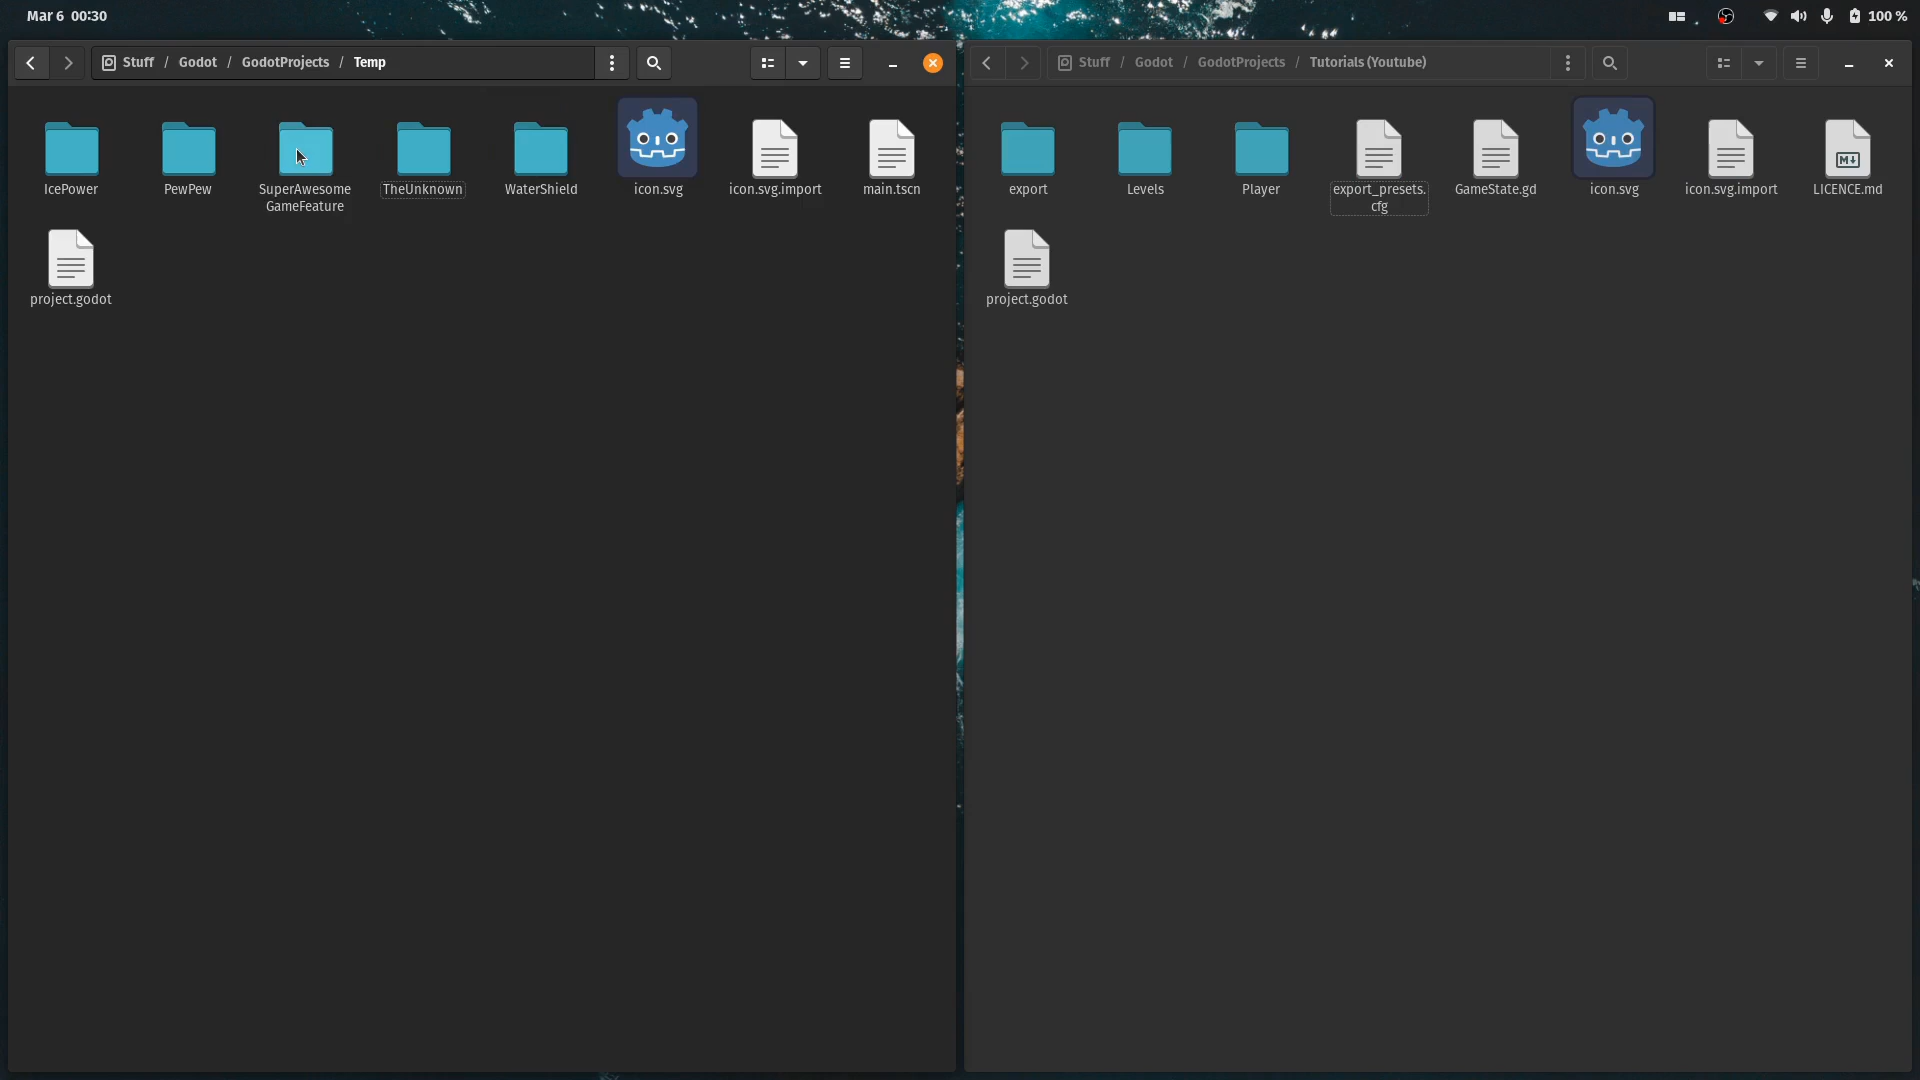 Mar 6 00:30
100 %
Stuff / Godot / GodotProjects / Temp
IcePower
PewPew
SuperAwesome
GameFeature
TheUnknown
WaterShield
icon.svg
icon.svg.import
main.tscn
project.godot
Stuff / Godot / GodotProjects / Tutorials (Youtube)
export
Levels
Player
export_presets.
cfg
GameState.gd
icon.svg
icon.svg.import
M
LICENCE.md
project.godot